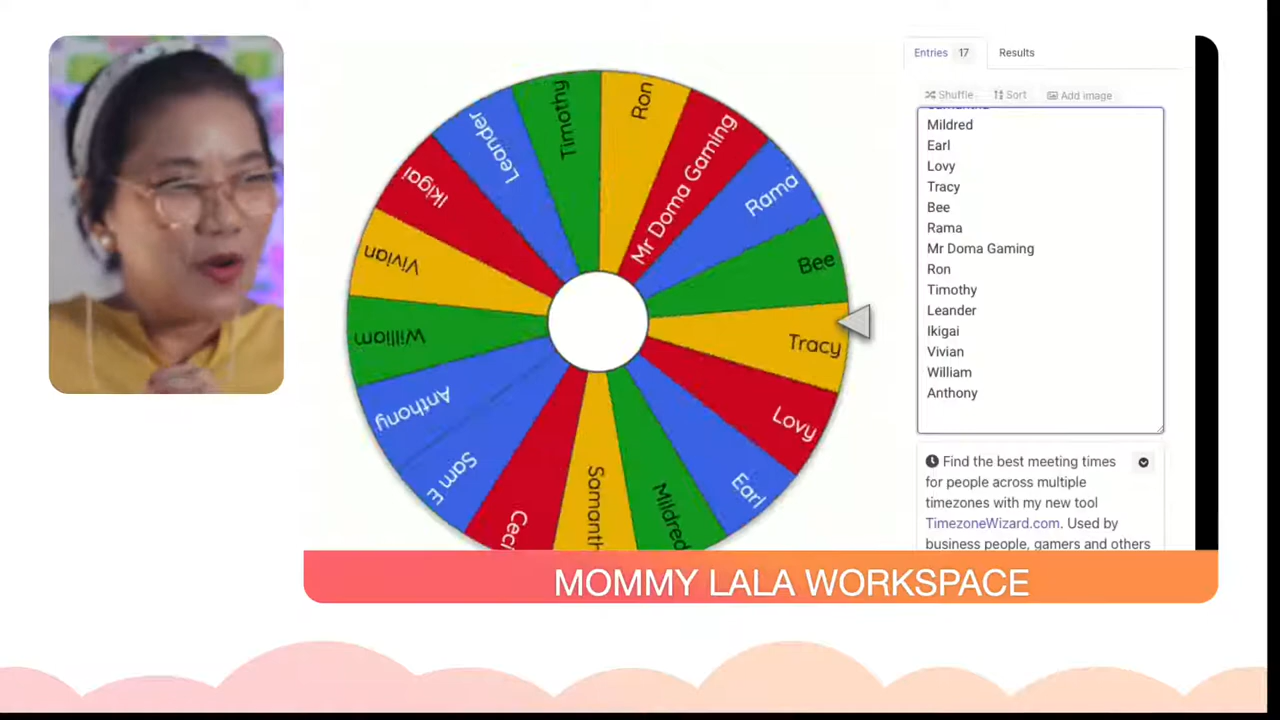 Entries 17 Results
Shuffle Sort Add image
Samantha
Mildred
Earl
Lovy
Tracy
Bee
Rama
Mr Doma Gaming
Ron
Timothy
Leander
Ikigai
Vivian
William
Anthony
Find the best meeting
times
for people across multiple
timezones with my new tool
TimezoneWizard.com. Used by
business people, gamers and others
Timothy
Ron
Mr Doma Gaming
Rama
Bee
Tracy
Lovy
Earl
Mildred
Samanth
Ceci
Sam E
Anthony
William
Vivian
Ikigai
Leander
MOMMY LALA WORKSPACE